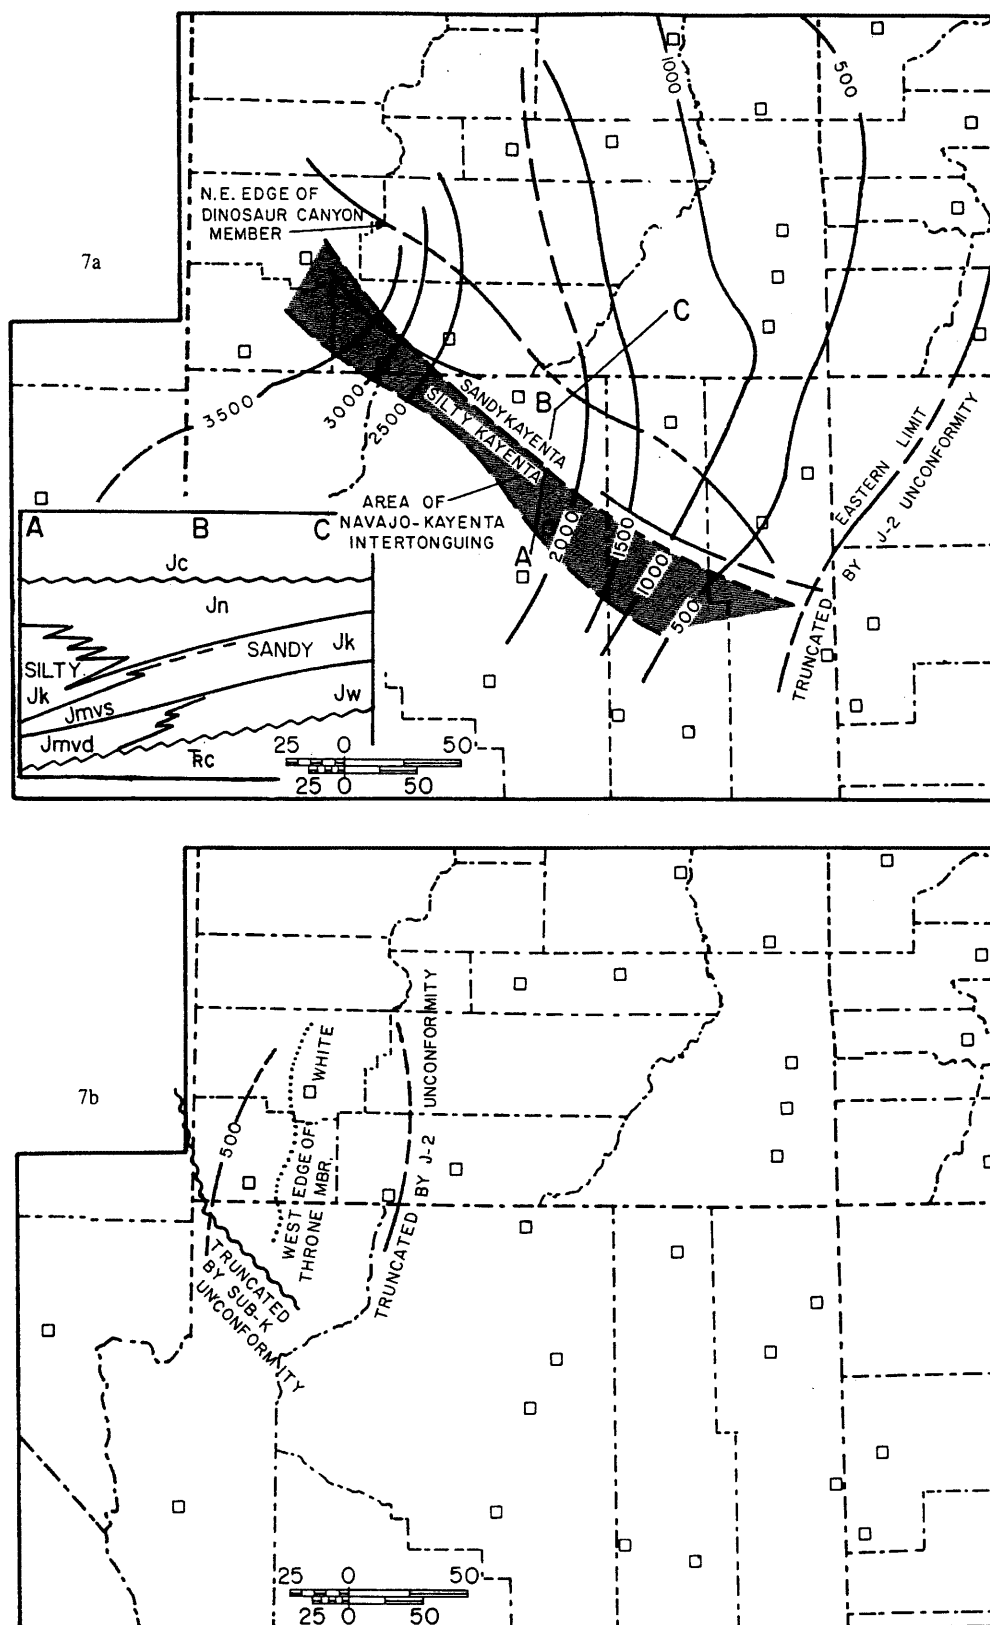 7a
1000
500
N.E. EDGE OF
DINOSAUR CANYON
MEMBER
C
3500
3000
2500
B
SANDY KAYENTA
SILTY KAYENTA
AREA OF
NAVAJO-KAYENTA
INTERTONGUING
A
2000
1500
1000
500
EASTERN LIMIT
TRUNCATED BY J-2 UNCONFORMITY
A B C
Jc
Jn
SANDY Jk
SILTY
Jk
Jmvs
Jw
Jmvd
T̄Rc
25 0 50
25 0 50
7b
500
WHITE
WEST EDGE OF
THRONE MBR.
TRUNCATED BY J-2 UNCONFORMITY
TRUNCATED
BY SUB-K
UNCONFORMITY
25 0 50
25 0 50